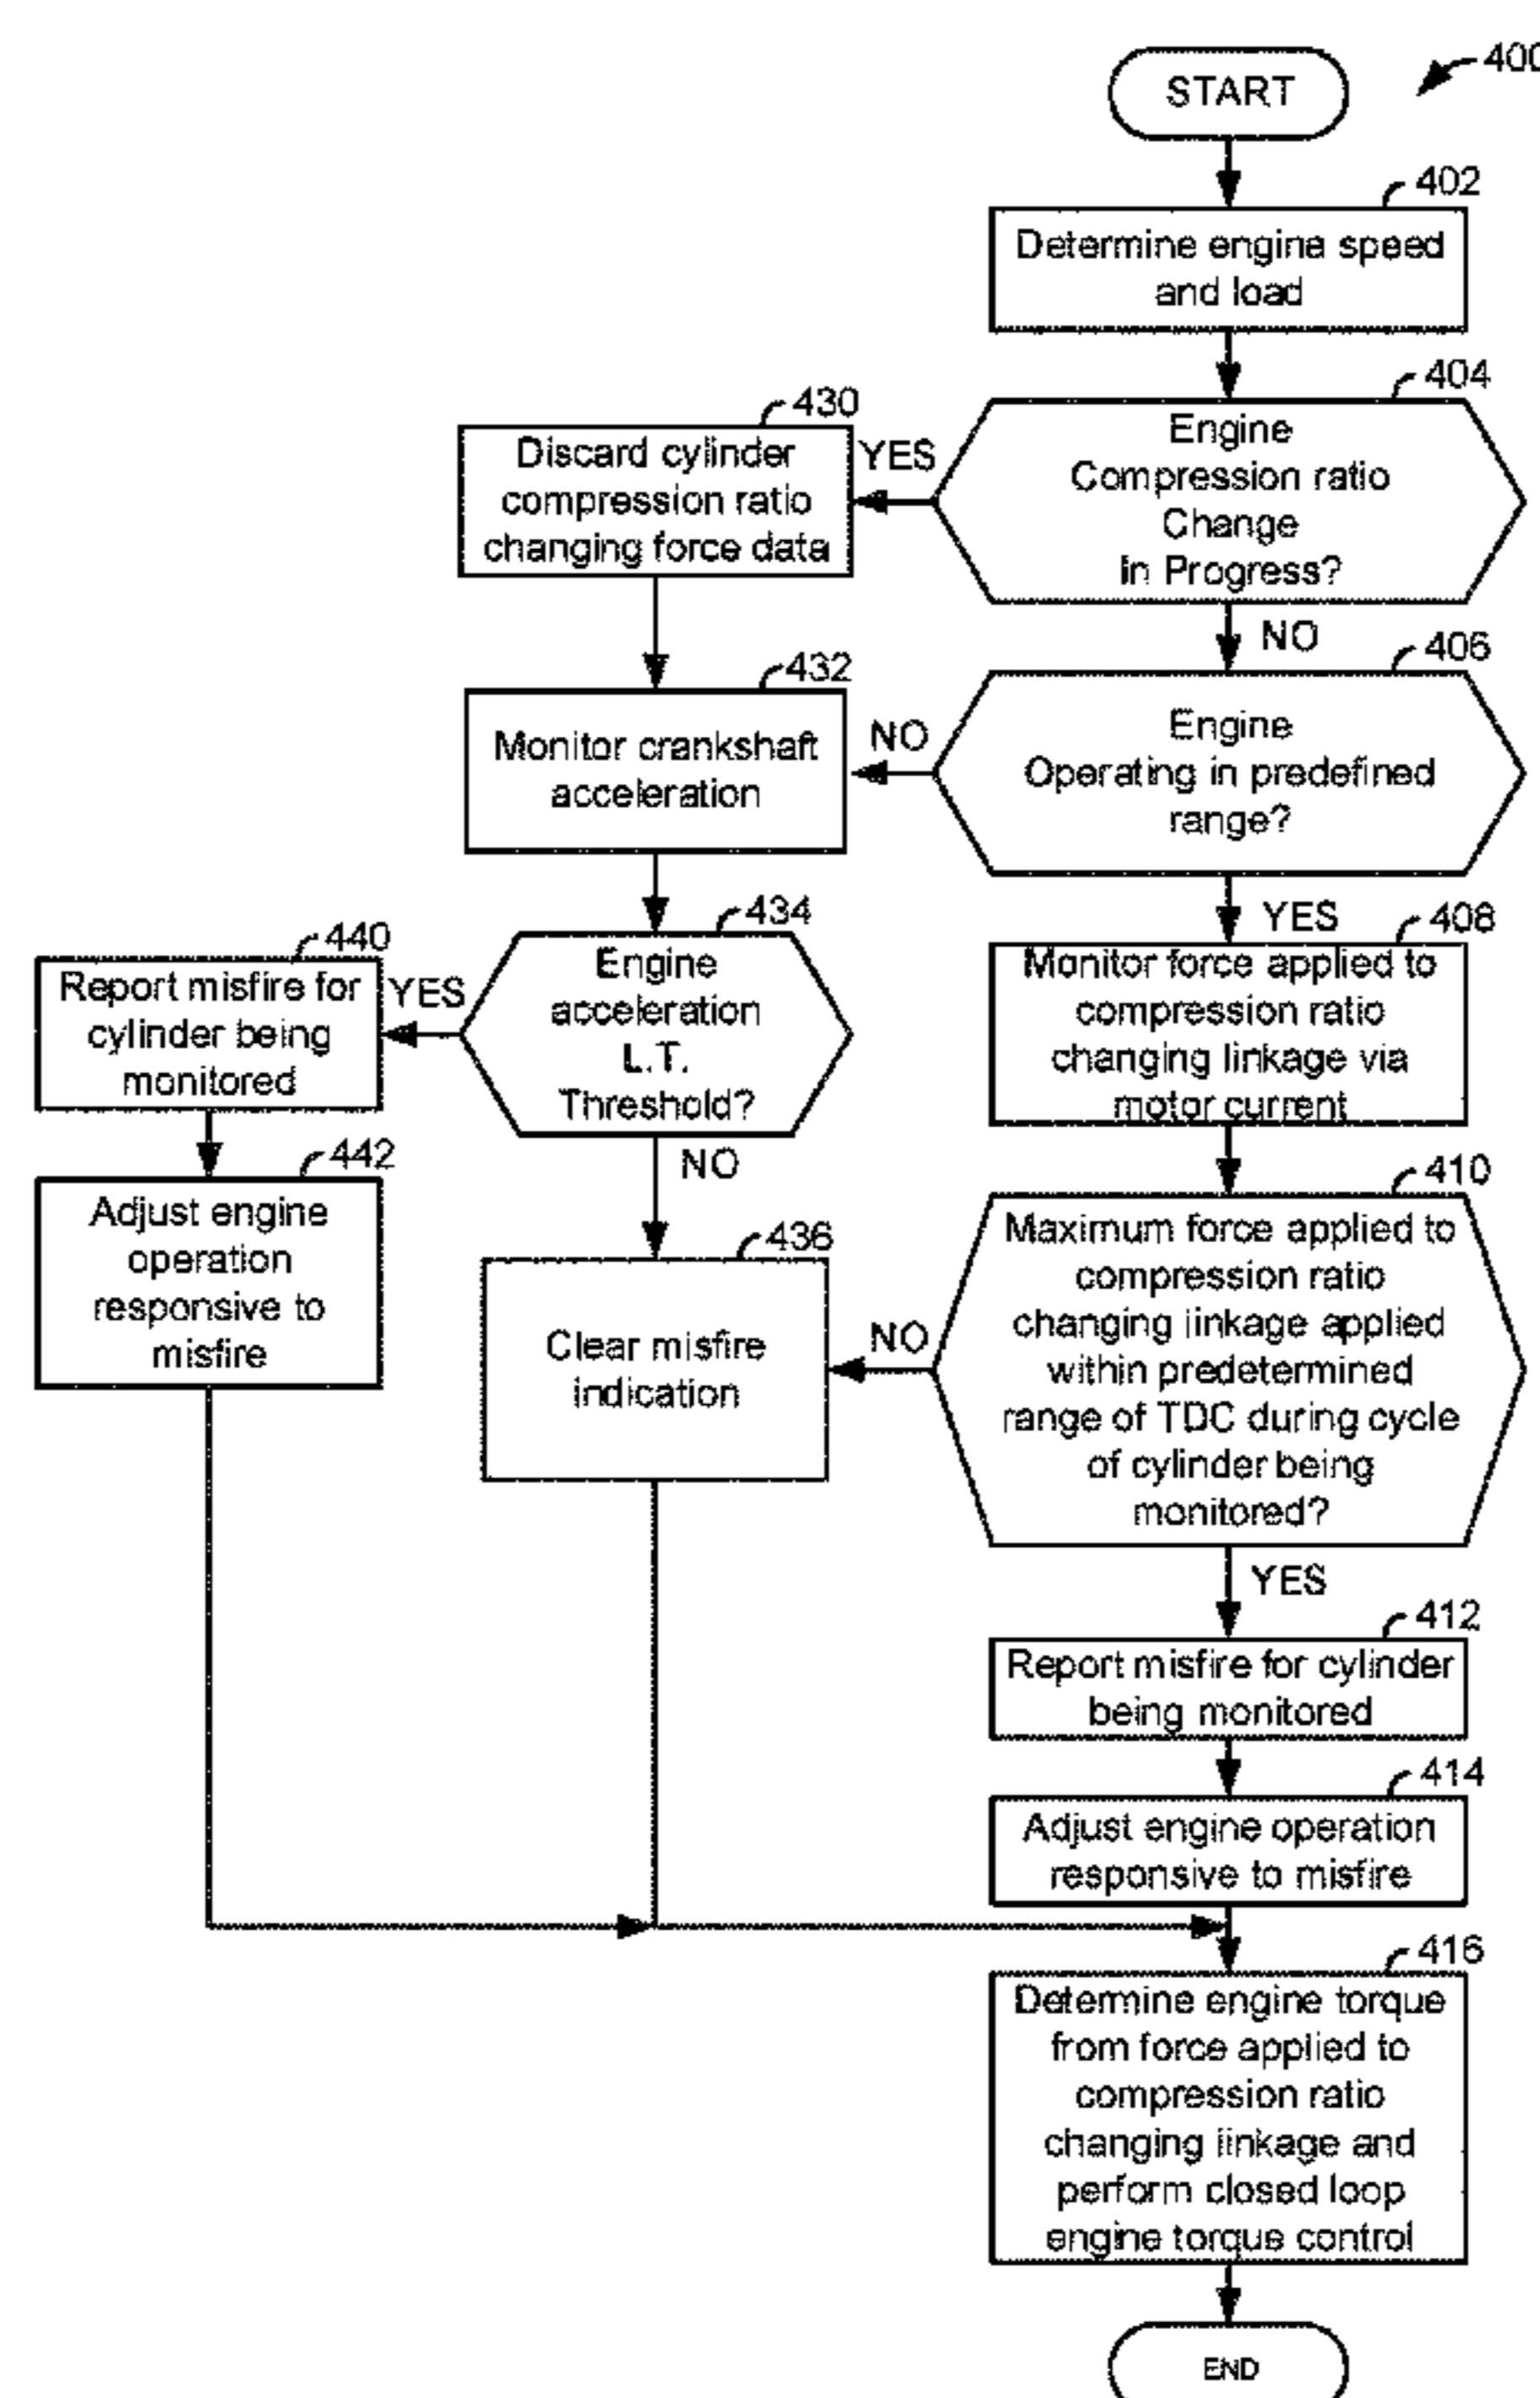 400
START
402
Determine engine speed
and load
404
Engine
Compression ratio
Change
In Progress?
YES
430
Discard cylinder
compression ratio
changing force data
NO
406
Engine
Operating in predefined
range?
NO
432
Monitor crankshaft
acceleration
YES
408
Monitor force applied to
compression ratio
changing linkage via
motor current
434
Engine
acceleration
L.T.
Threshold?
YES
440
Report misfire for
cylinder being
monitored
442
Adjust engine
operation
responsive to
misfire
NO
436
Clear misfire
indication
410
Maximum force applied to
compression ratio
changing linkage applied
within predetermined
range of TDC during cycle
of cylinder being
monitored?
NO
YES
412
Report misfire for cylinder
being monitored
414
Adjust engine operation
responsive to misfire
416
Determine engine torque
from force applied to
compression ratio
changing linkage and
perform closed loop
engine torque control
END